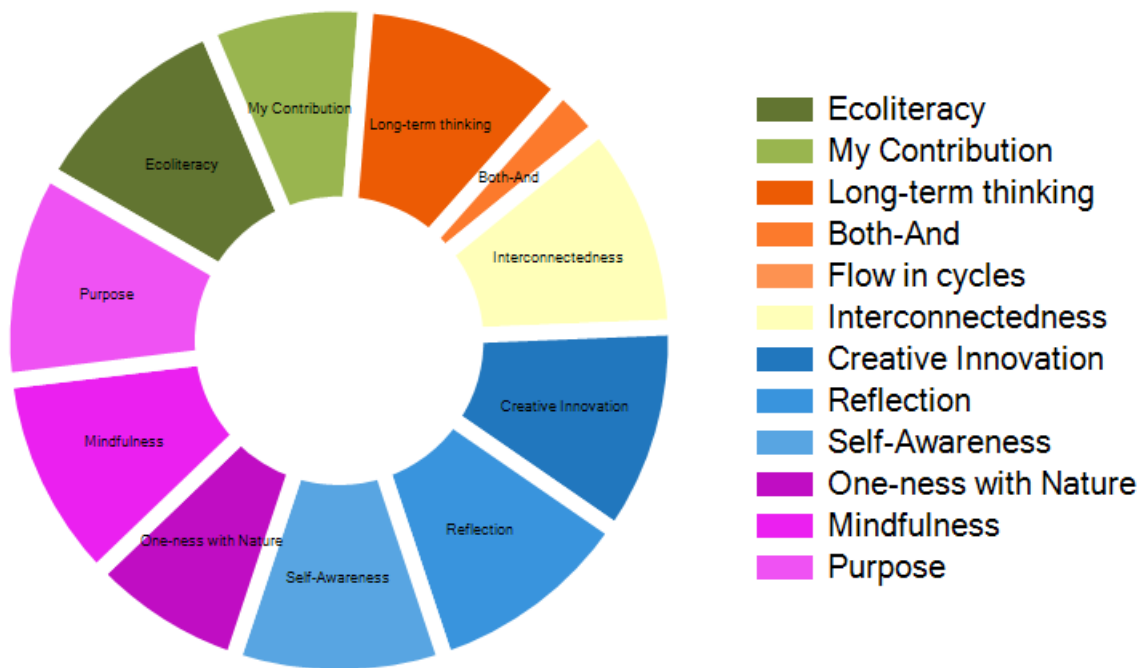 My Contribution
Long-term thinking
Ecoliteracy
Both-And
Interconnectedness
Purpose
Creative Innovation
Mindfulness
Reflection
One-ness with Nature
Self-Awareness
Ecoliteracy
My Contribution
Long-term thinking
Both-And
Flow in cycles
Interconnectedness
Creative Innovation
Reflection
Self-Awareness
One-ness with Nature
Mindfulness
Purpose